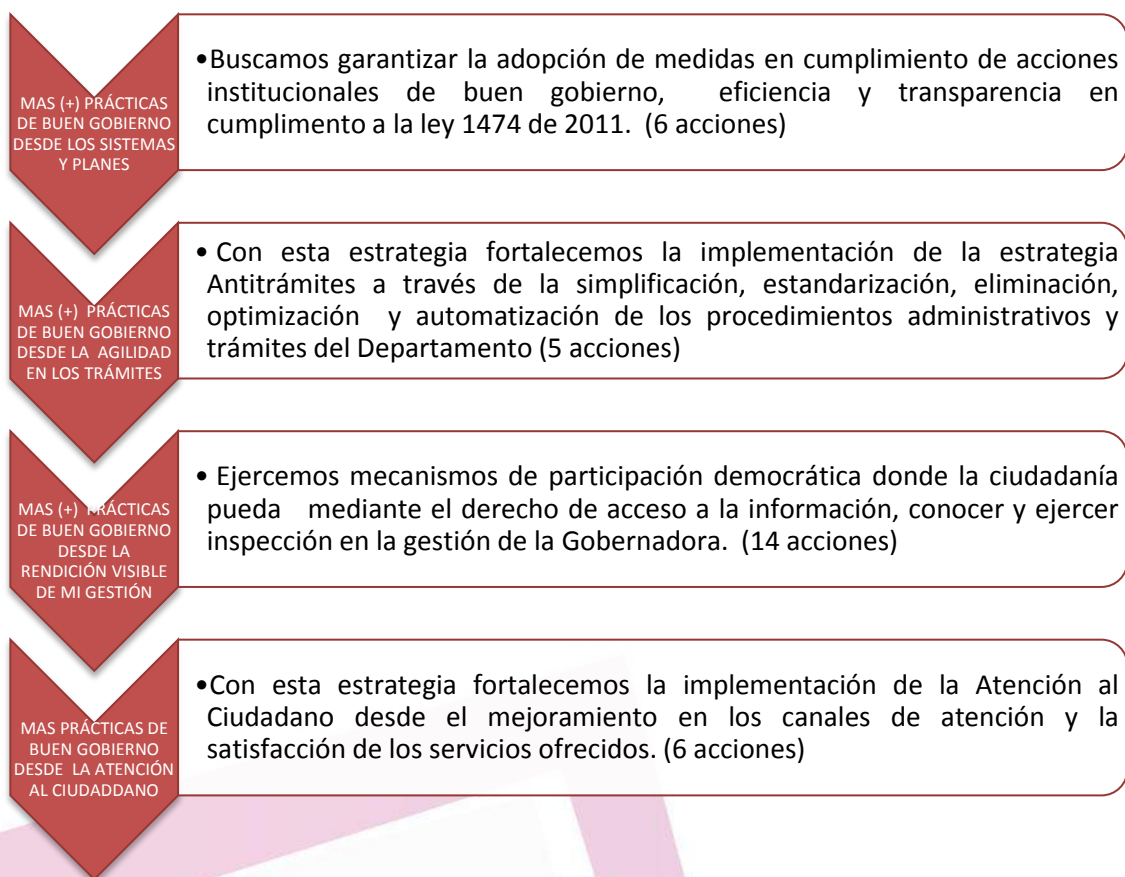 MAS (+) PRÁCTICAS
DE BUEN GOBIERNO
DESDE LOS SISTEMAS
Y PLANES
•Buscamos garantizar la adopción de medidas en cumplimiento de acciones
institucionales de buen gobierno, eficiencia y transparencia en
cumplimento a la ley 1474 de 2011. (6 acciones)
MAS (+) PRÁCTICAS
DE BUEN GOBIERNO
DESDE LA AGILIDAD
EN LOS TRÁMITES
• Con esta estrategia fortalecemos la implementación de la estrategia
Antitrámites a través de la simplificación, estandarización, eliminación,
optimización y automatización de los procedimientos administrativos y
trámites del Departamento (5 acciones)
MAS (+) PRÁCTICAS
DE BUEN GOBIERNO
DESDE LA
RENDICIÓN VISIBLE
DE MI GESTIÓN
• Ejercemos mecanismos de participación democrática donde la ciudadanía
pueda mediante el derecho de acceso a la información, conocer y ejercer
inspección en la gestión de la Gobernadora. (14 acciones)
MAS PRÁCTICAS DE
BUEN GOBIERNO
DESDE LA ATENCIÓN
AL CIUDADDANO
•Con esta estrategia fortalecemos la implementación de la Atención al
Ciudadano desde el mejoramiento en los canales de atención y la
satisfacción de los servicios ofrecidos. (6 acciones)